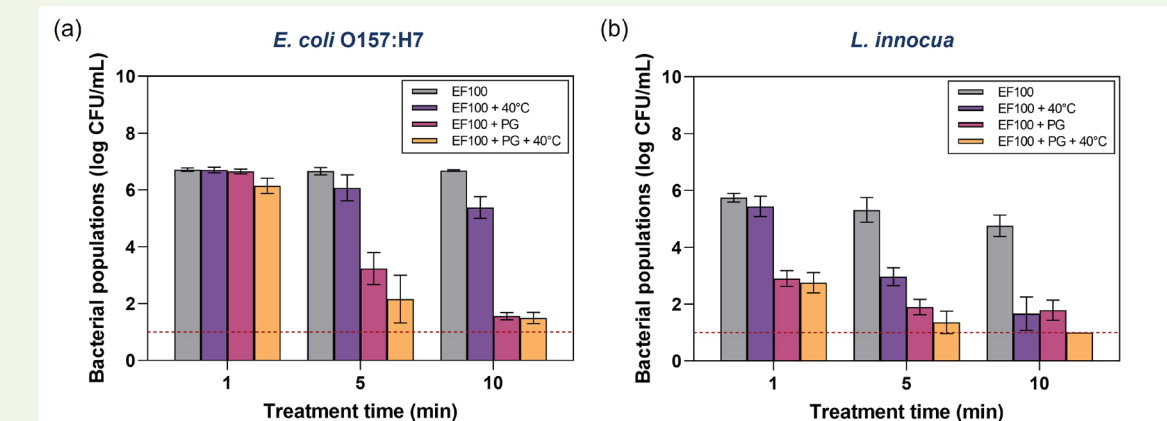 (a)
E. coli O157:H7
Bacterial populations (log CFU/mL)
10
8
6
4
2
0
EF100
EF100 + 40°C
EF100 + PG
EF100 + PG + 40°C
1
5
10
Treatment time (min)
(b)
L. innocua
Bacterial populations (log CFU/mL)
10
8
6
4
2
0
EF100
EF100 + 40°C
EF100 + PG
EF100 + PG + 40°C
1
5
10
Treatment time (min)